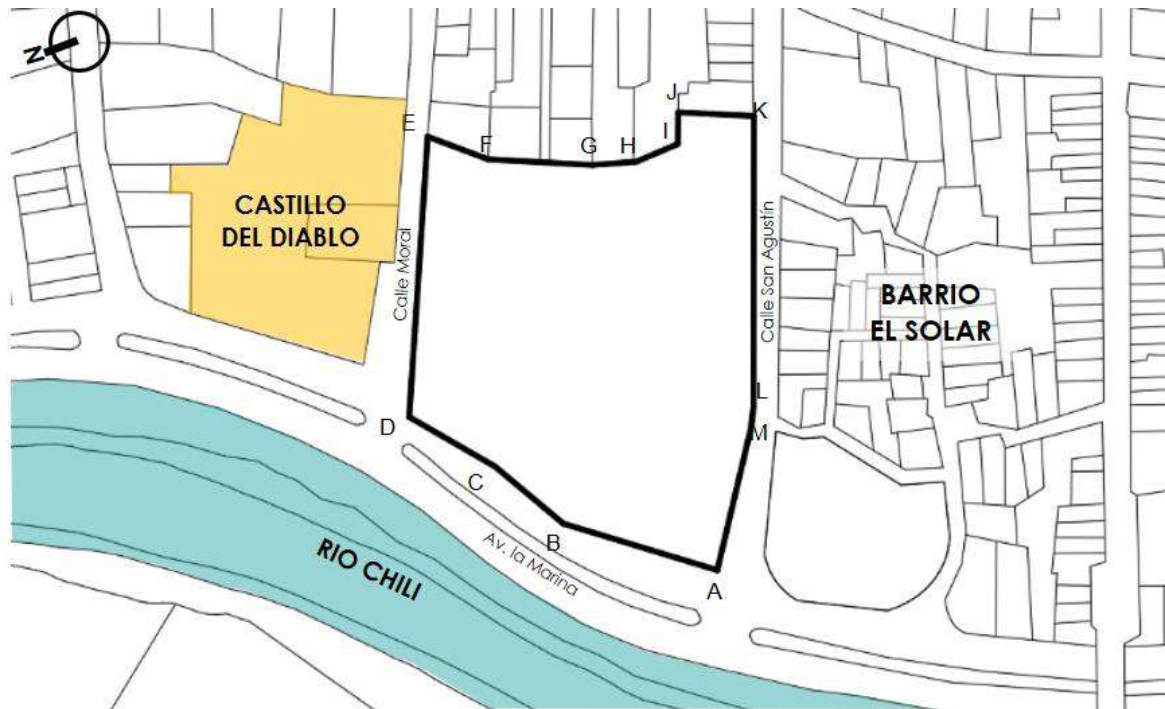 N
J
K
E
F
G
H
I
CASTILLO
DEL DIABLO
Calle Moral
Calle San Agustín
BARRIO
EL SOLAR
L
M
D
C
B
A
Av. la Marina
RIO CHILI